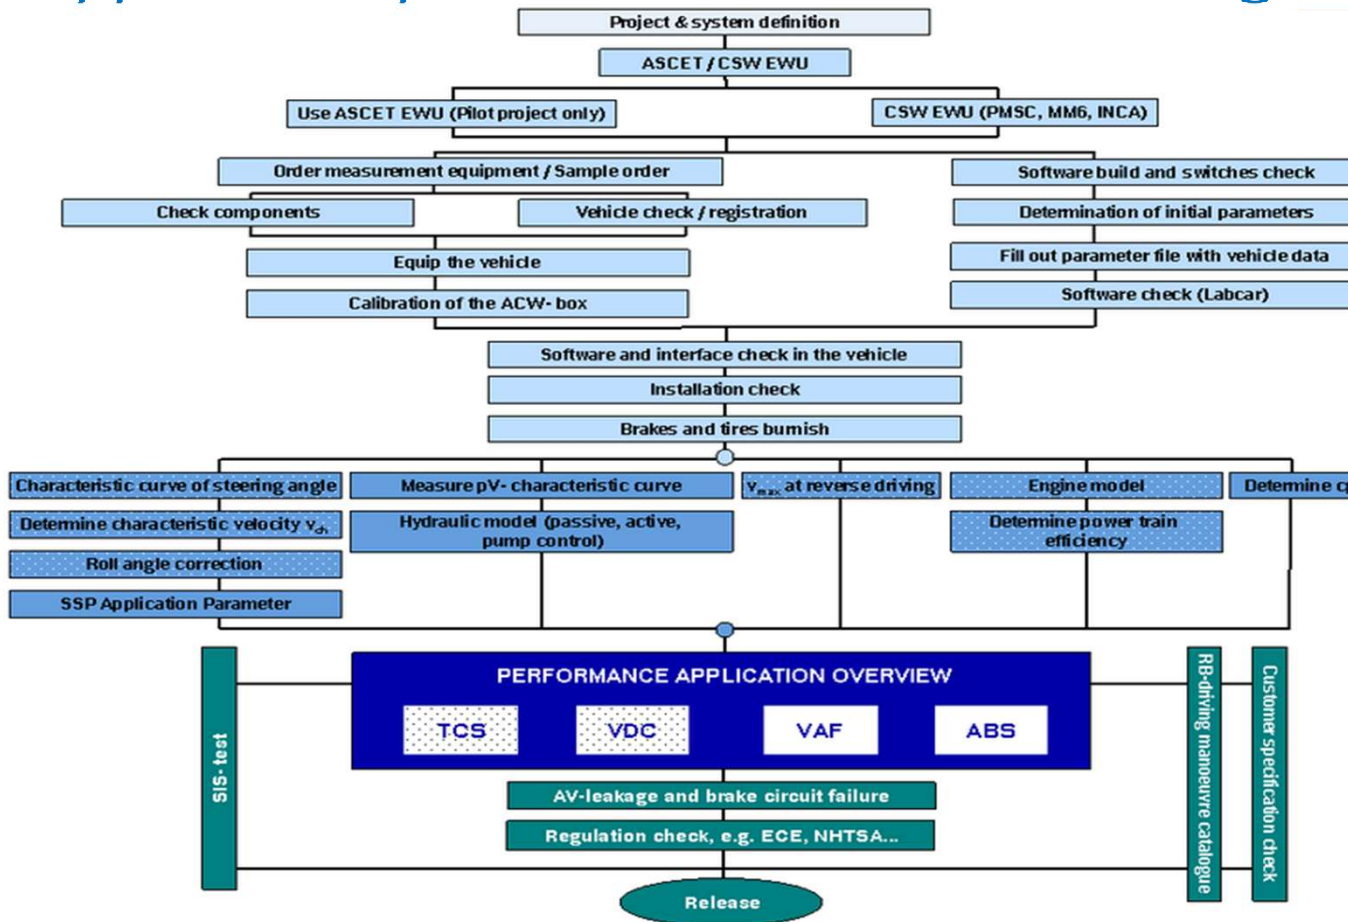 Project & system definition
ASCET / CSW EWU
Use ASCET EWU (Pilot project only)
CSW EWU (PMSC, MM6, INCA)
Order measurement equipment / Sample order
Software build and switches check
Check components
Vehicle check / registration
Determination of initial parameters
Equip the vehicle
Fill out parameter file with vehicle data
Calibration of the ACW- box
Software check (Labcar)
Software and interface check in the vehicle
Installation check
Brakes and tires burnish
Characteristic curve of steering angle
Measure pV- characteristic curve
vmax at reverse driving
Engine model
Determine
Determine characteristic velocity vch
Hydraulic model (passive, active,
pump control)
Determine power train
efficiency
Roll angle correction
SSP Application Parameter
SIS- test
PERFORMANCE APPLICATION OVERVIEW
TCS
VDC
VAF
ABS
RB-driving manoeuvre catalogue
Customer specification check
AV-leakage and brake circuit failure
Regulation check, e.g. ECE, NHTSA...
Release